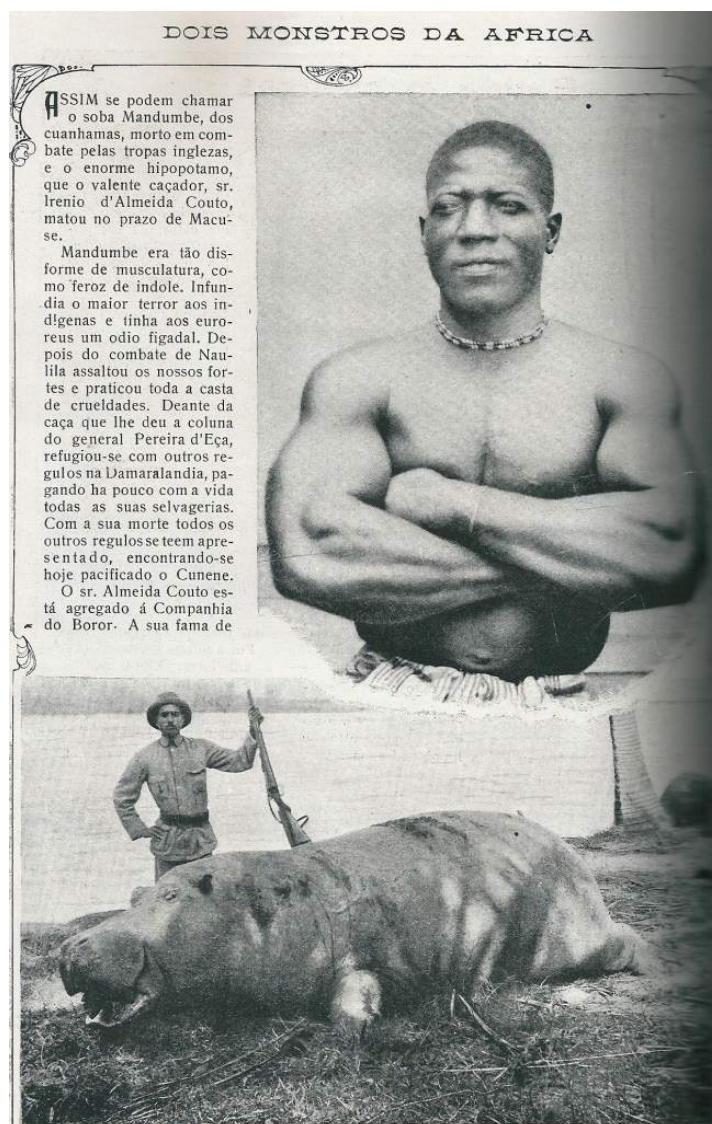 DOIS MONSTROS DA AFRICA
ASSIM se podem chamar
o soba Mandumbe, dos
cuanhamas, morto em com-
bate pelas tropas inglezas,
e o enorme hipopotamo,
que o valente caçador, sr.
Irenio d'Almeida Couto,
matou no prazo de Macu-
se.
Mandumbe era tão dis-
forme de musculatura, co-
mo feroz de indole. Infun-
dia o maior terror aos in-
d!genas e tinha aos euro-
reus um odio figadal. De-
pois do combate de Nau-
lila assaltou os nossos for-
tes e praticou toda a casta
de crueldades. Deante da
caça que lhe deu a coluna
do general Pereira d'Eça,
refugiou-se com outros re-
gulos na Damaralandia, pa-
gando ha pouco com a vida
todas as suas selvagerias.
Com a sua morte todos os
outros regulos se teem apre-
sentado, encontrando-se
hoje pacificado o Cunene.
O sr. Almeida Couto es-
tá agregado á Companhia
do Boror. A sua fama de